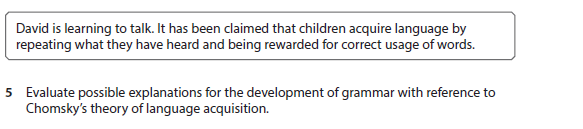 David is learning to talk. It has been claimed that children acquire language by
repeating what they have heard and being rewarded for correct usage of words.
5 Evaluate possible explanations for the development of grammar with reference to
Chomsky's theory of language acquisition.